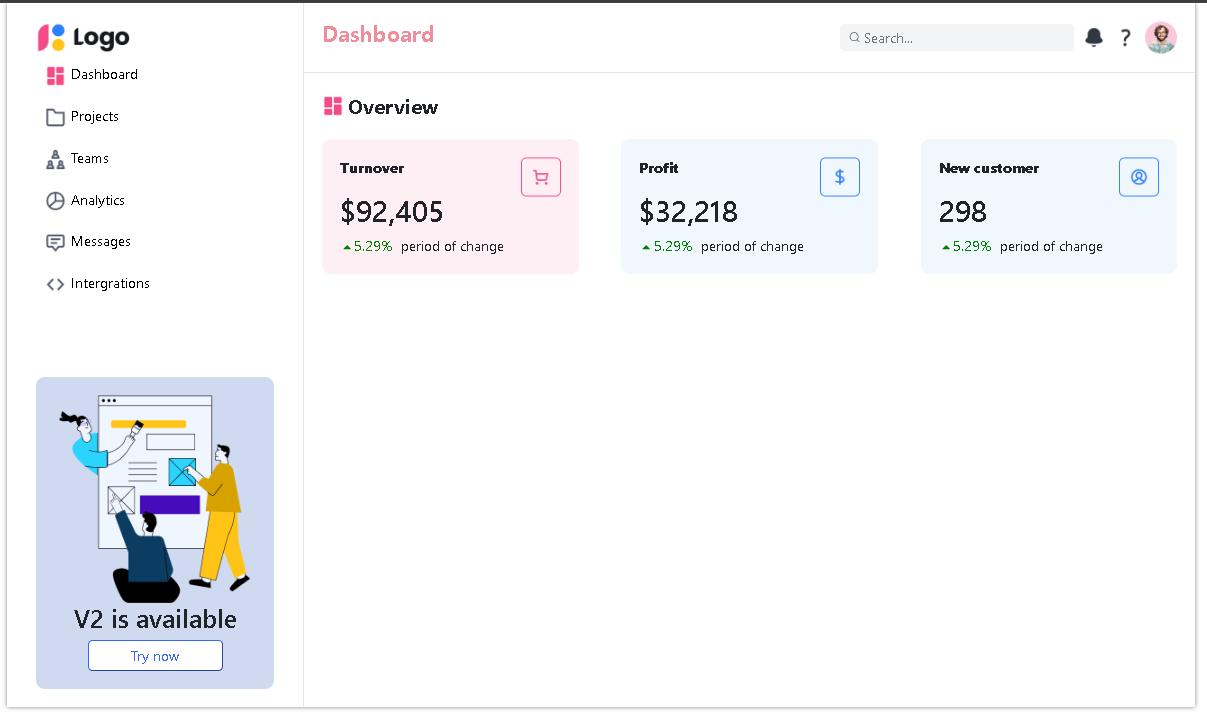 Logo
Dashboard
Projects
Teams
Analytics
Messages
Intergrations
V2 is available
Try now
Dashboard
Search...
?
Overview
Turnover
$92,405
5.29% period of change
Profit
$
$32,218
5.29% period of change
New customer
298
5.29% period of change